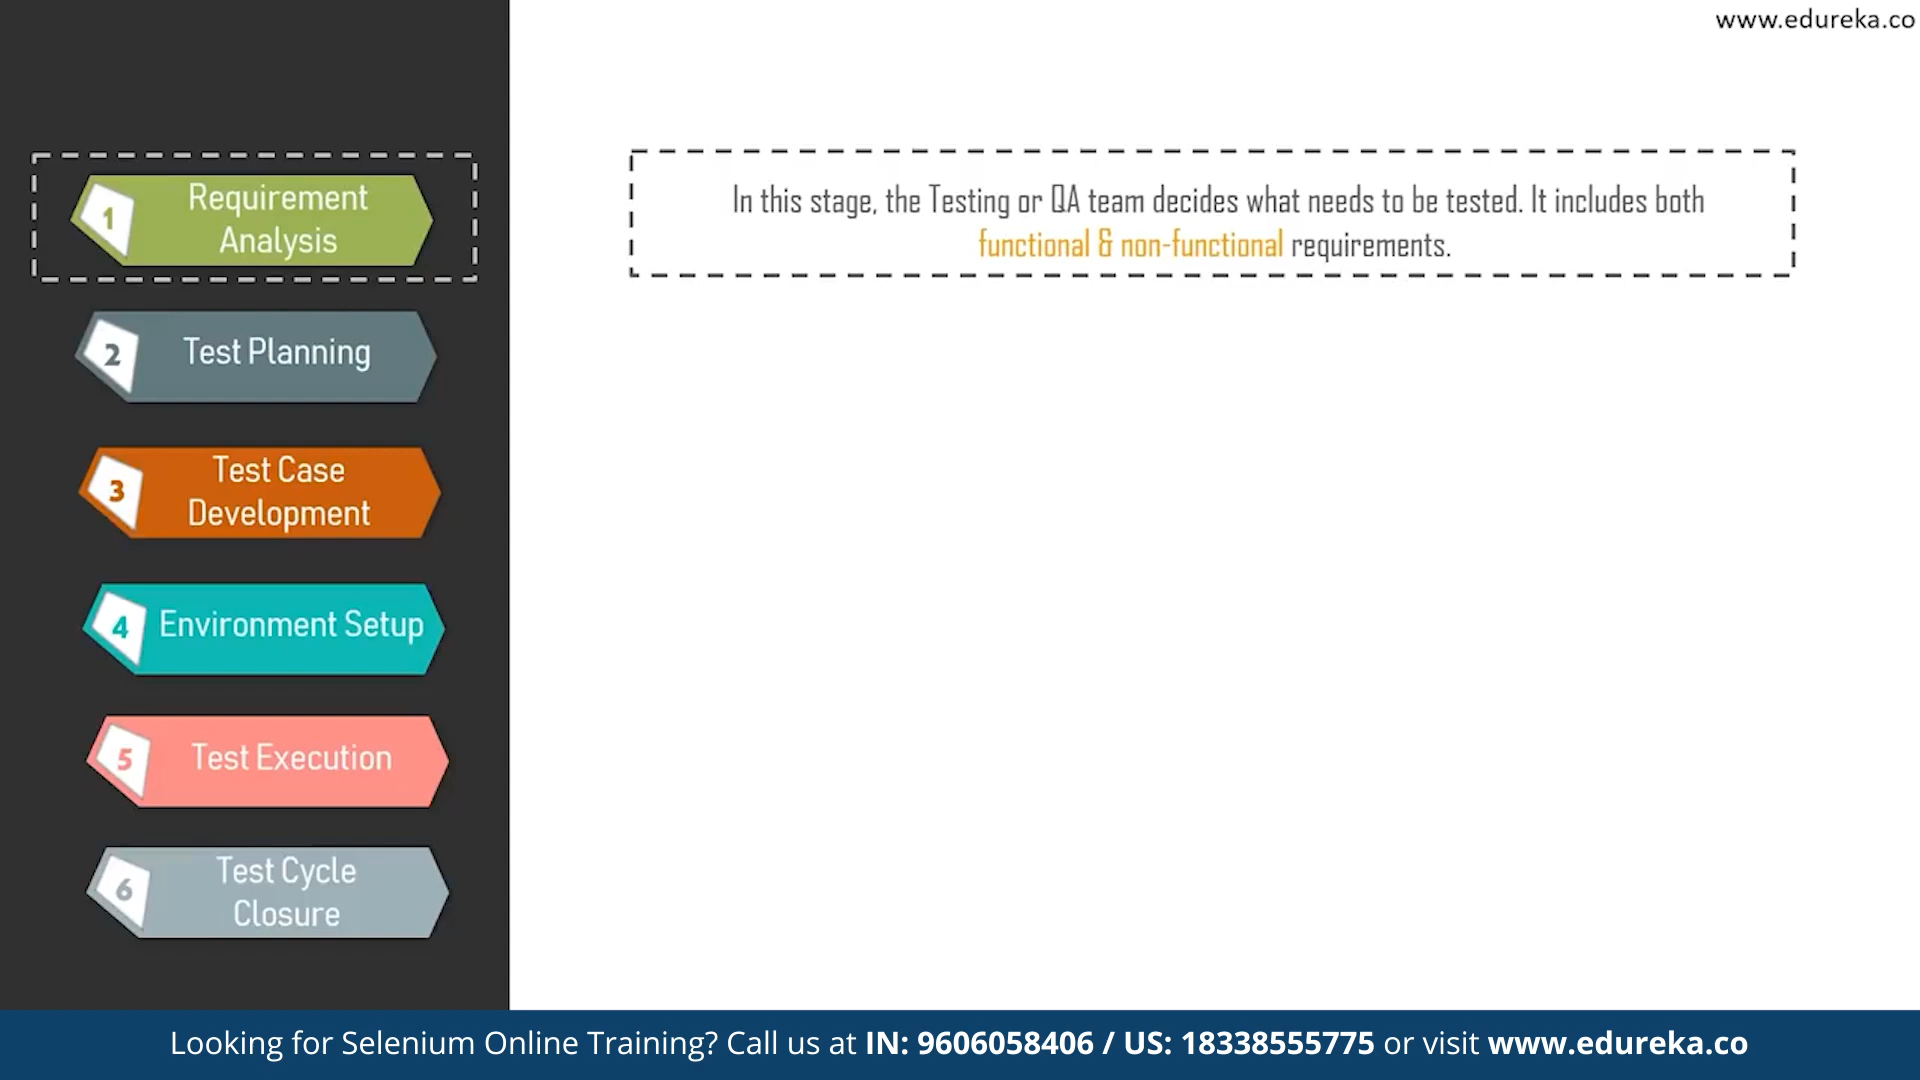 www.edureka.co
1
Requirement
Analysis
In this stage, the Testing or QA team decides what needs to be tested. It includes both
functional & non-functional requirements.
2
Test Planning
3
Test Case
Development
4
Environment Setup
5
Test Execution
6
Test Cycle
Closure
Looking for Selenium Online Training? Call us at IN: 9606058406 / US: 18338555775 or visit www.edureka.co